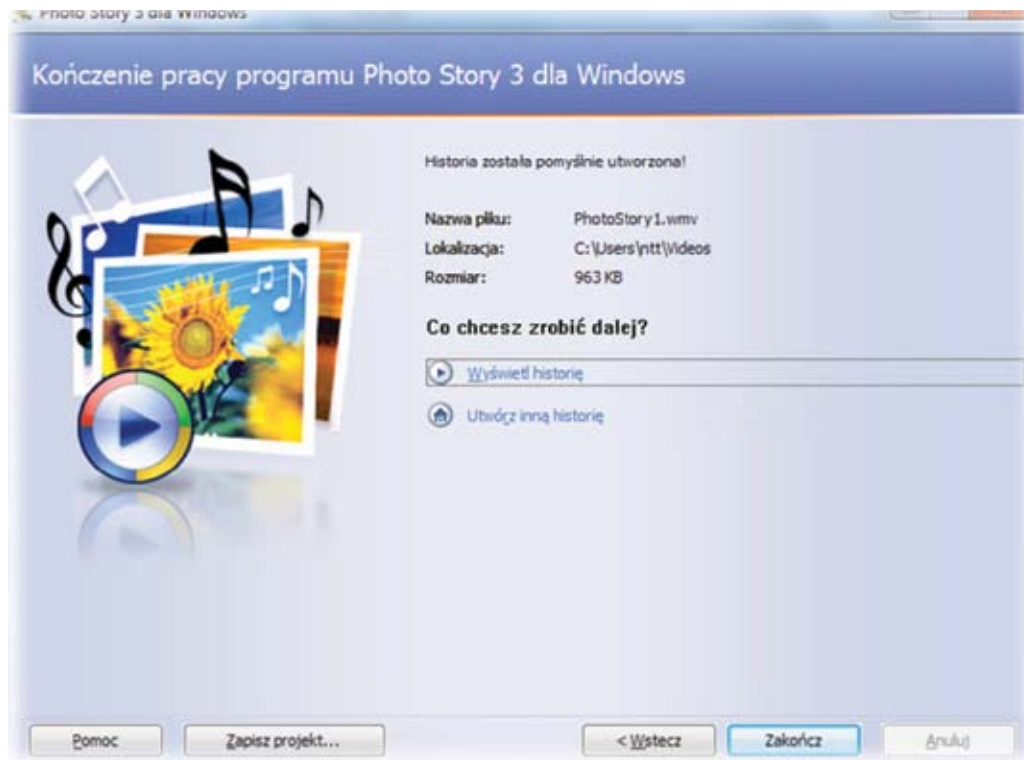 Photo Story 3 dla Windows
Kończenie pracy programu Photo Story 3 dla Windows
Historia została pomyślnie utworzona!
Nazwa pliku: PhotoStory1.wmv
Lokalizacja: C:\Users\ntt\Videos
Rozmiar: 963 KB
Co chcesz zrobić dalej?
Wyświetl historię
Utwórz inną historię
Pomoc Zapisz projekt... < Wstecz Zakończ Anuluj